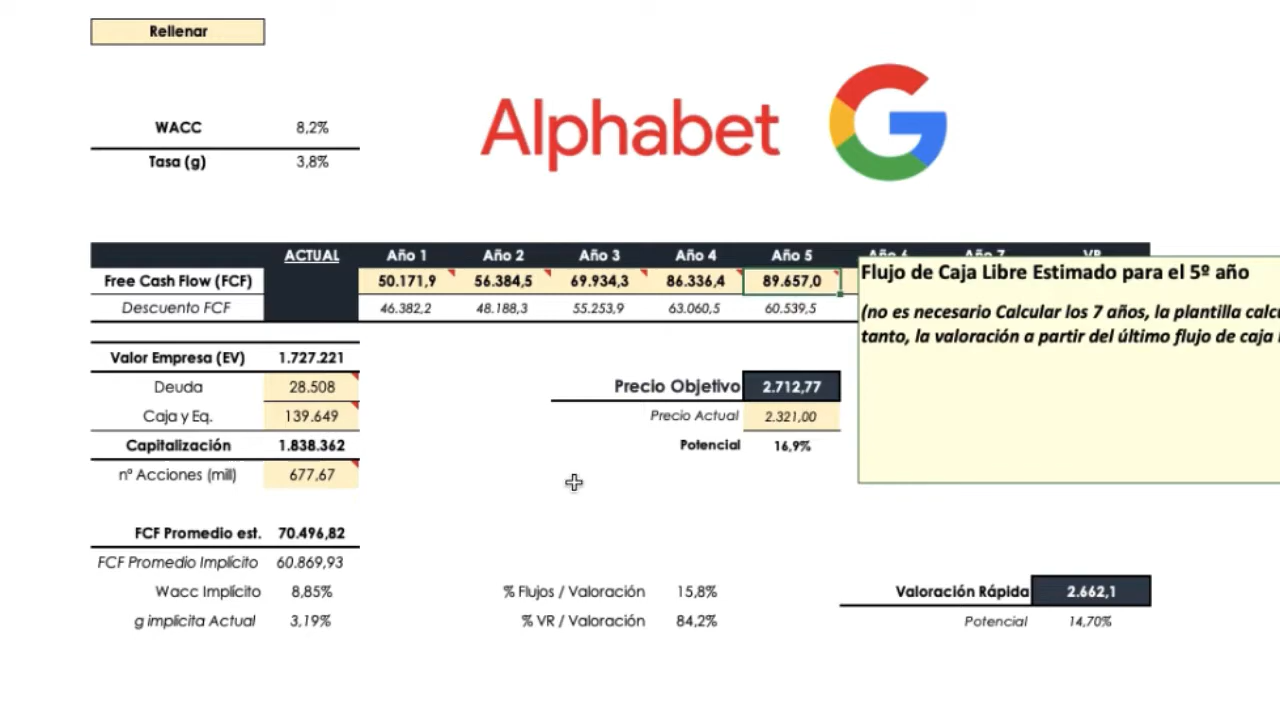 Rellenar
Alphabet G
WACC 8,2%
Tasa (g) 3,8%
ACTUAL Año 1 Año 2 Año 3 Año 4 Año 5 Año 6 Año 7 VR
Free Cash Flow (FCF) 50.171,9 56.384,5 69.934,3 86.336,4 89.657,0
Descuento FCF 46.382,2 48.188,3 55.253,9 63.060,5 60.539,5
Flujo de Caja Libre Estimado para el 5º año
(no es necesario Calcular los 7 años, la plantilla calcu
tanto, la valoración a partir del último flujo de caja
Valor Empresa (EV) 1.727.221
Deuda 28.508
Caja y Eq. 139.649
Capitalización 1.838.362
nº Acciones (mill) 677,67
Precio Objetivo 2.712,77
Precio Actual 2.321,00
Potencial 16,9%
FCF Promedio est. 70.496,82
FCF Promedio Implícito 60.869,93
Wacc Implícito 8,85%
g implícita Actual 3,19%
% Flujos / Valoración 15,8%
% VR / Valoración 84,2%
Valoración Rápida 2.662,1
Potencial 14,70%